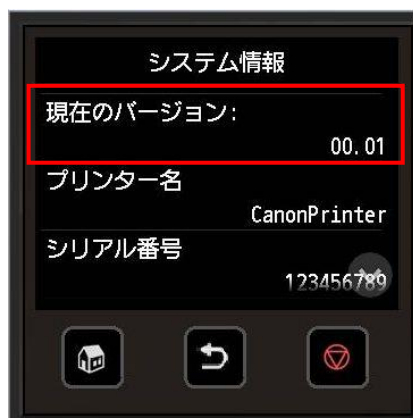 システム情報
現在のバージョン:
00.01
プリンター名
CanonPrinter
シリアル番号
123456789